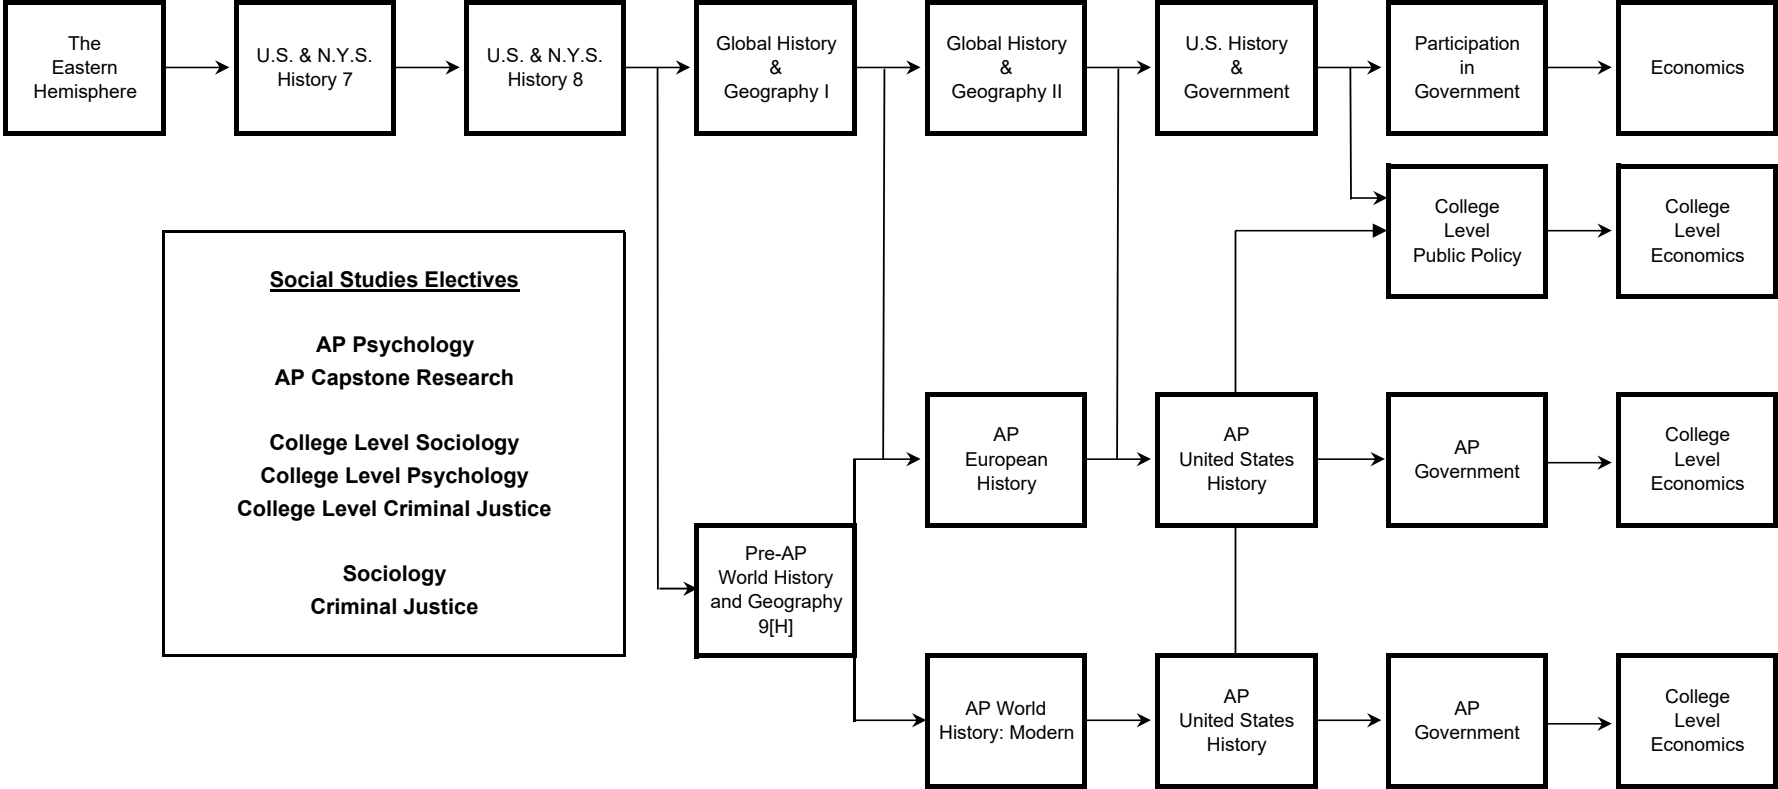 The
Eastern
Hemisphere
U.S. & N.Y.S.
History 7
U.S. & N.Y.S.
History 8
Global History
&
Geography I
Global History
&
Geography II
U.S. History
&
Government
Participation
in
Government
Economics
College
Level
Public Policy
College
Level
Economics
Social Studies Electives
AP Psychology
AP Capstone Research
College Level Sociology
College Level Psychology
College Level Criminal Justice
Sociology
Criminal Justice
AP
European
History
AP
United States
History
AP
Government
College
Level
Economics
Pre-AP
World History
and Geography
9[H]
AP World
History: Modern
AP
United States
History
AP
Government
College
Level
Economics